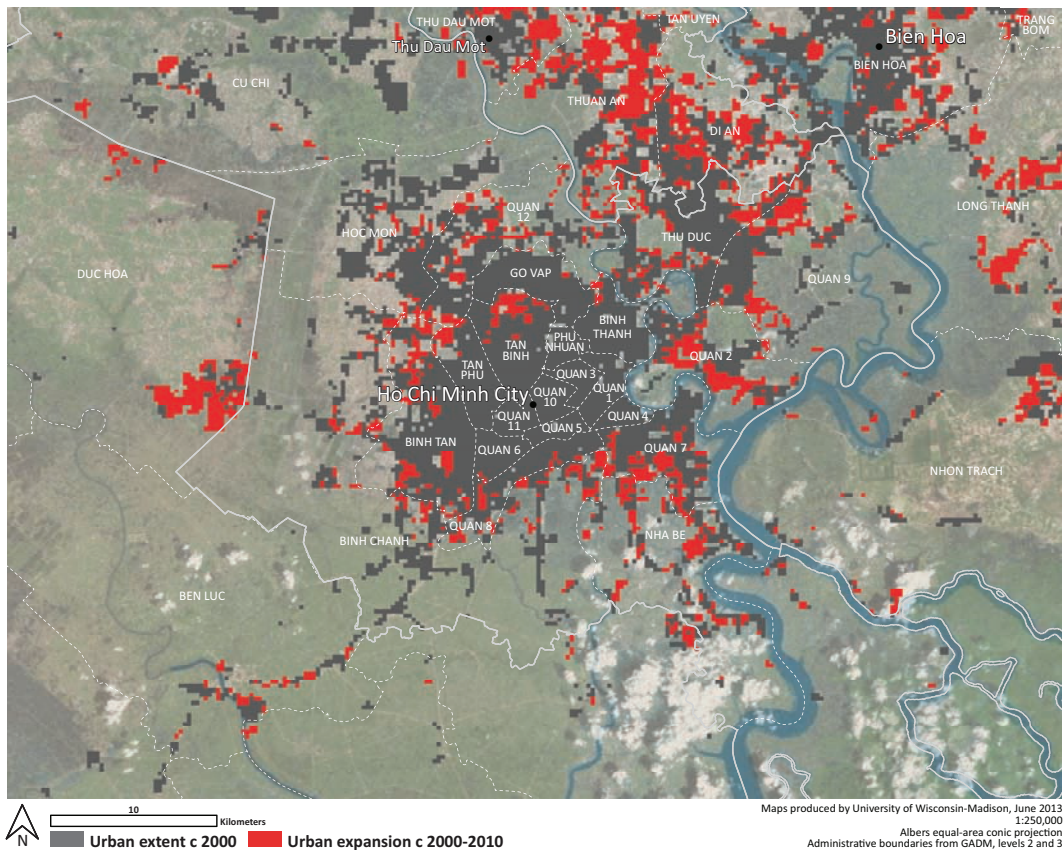 THU DAU MOT
Thu Dau Mot
TAN UYEN
TRANG
BOM
Bien Hoa
BIEN HOA
CU CHI
THUAN AN
DI AN
QUAN
12
HOC MON
THU DUC
LONG THANH
DUC HOA
GO VAP
QUAN 9
BINH
THANH
PHU
NHUAN
TAN
BINH
QUAN 2
TAN
PHU
QUAN 3
Ho Chi Minh City
QUAN
10
QUAN
1
QUAN
11
QUAN 4
QUAN 5
BINH TAN
QUAN 6
QUAN 7
NHON TRACH
QUAN 8
BINH CHANH
NHA BE
BEN LUC
N
10
Kilometers
Urban extent c 2000
Urban expansion c 2000-2010
Maps produced by University of Wisconsin-Madison, June 2013
1:250,000
Albers equal-area conic projection
Administrative boundaries from GADM, levels 2 and 3